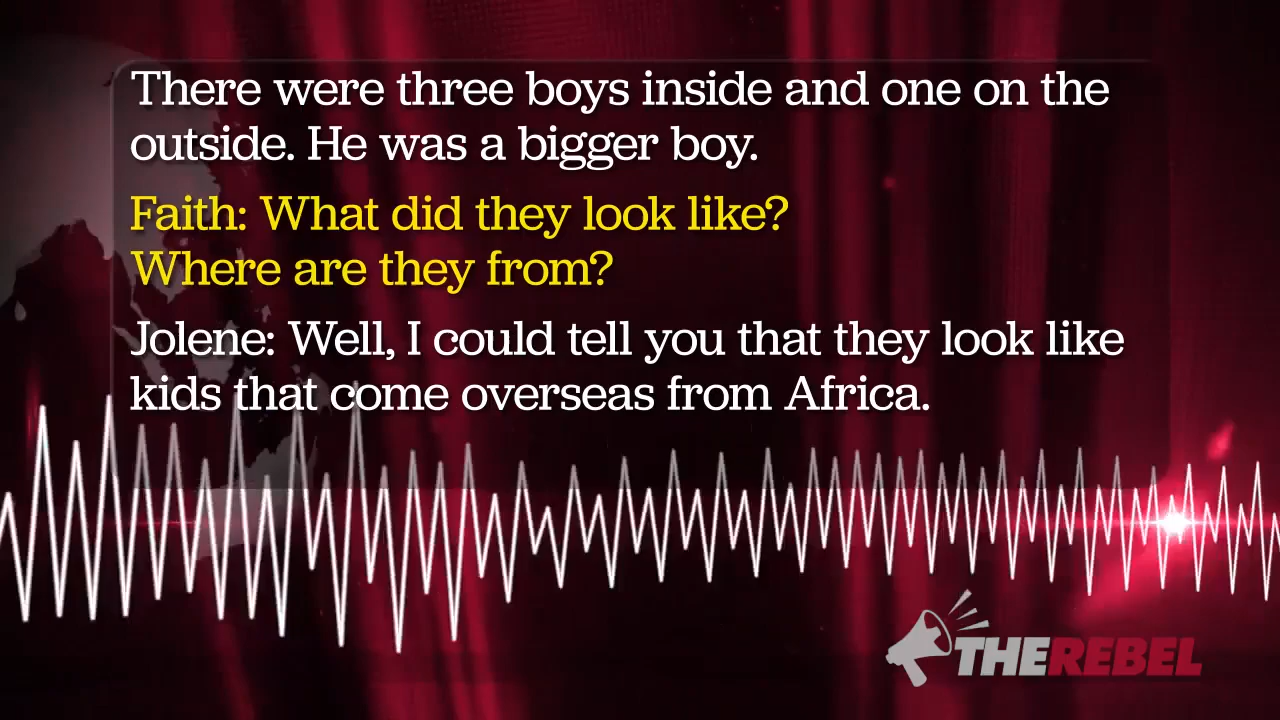 There were three boys inside and one on the
outside. He was a bigger boy.
Faith: What did they look like?
Where are they from?
Jolene: Well, I could tell you that they look like
kids that come overseas from Africa.
THEREBEL